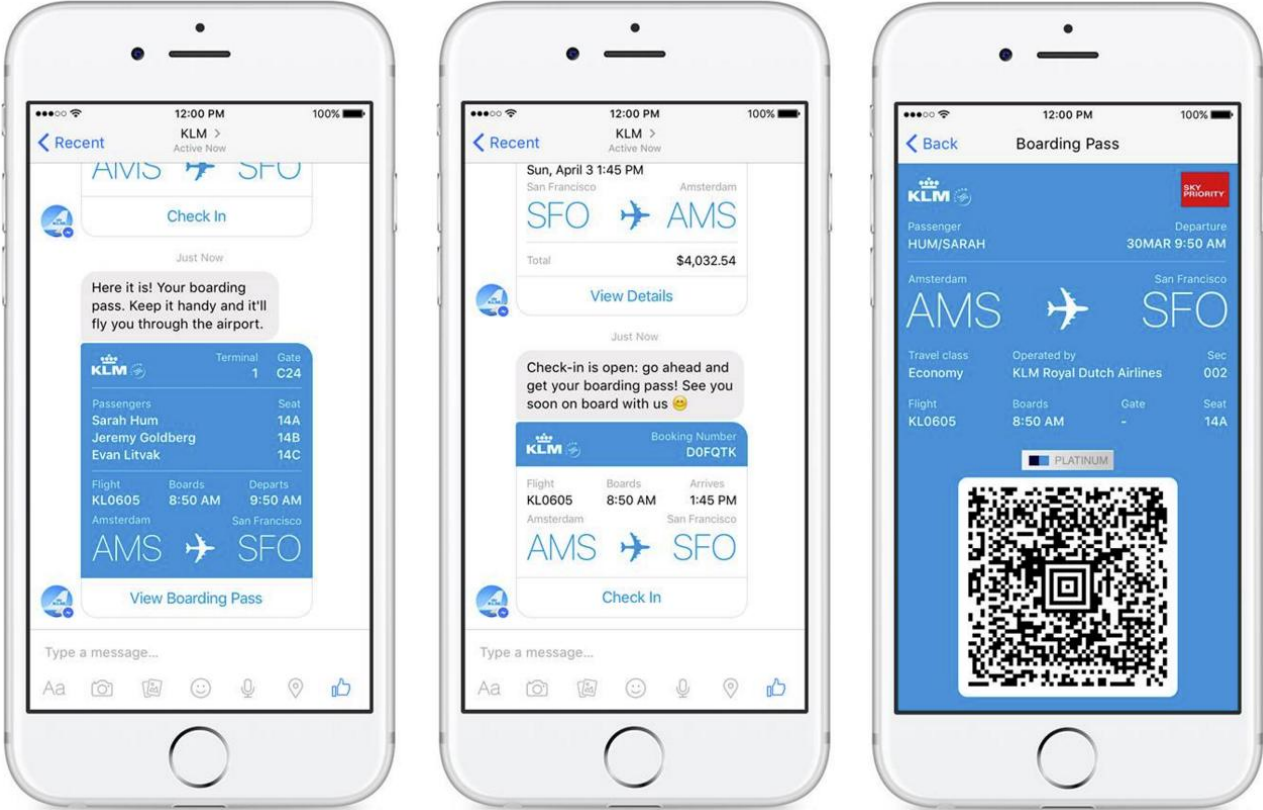 12:00 PM 100%
Recent KLM
Active Now
AMS SFO
Check In
Just Now
Here it is! Your boarding
pass. Keep it handy and it'll
fly you through the airport.
KLM Terminal Gate
1 C24
Passengers Seat
Sarah Hum 14A
Jeremy Goldberg 14B
Evan Litvak 14C
Flight Boards Departs
KL0605 8:50 AM 9:50 AM
Amsterdam San Francisco
AMS SFO
View Boarding Pass
Type a message...
Aa
12:00 PM 100%
Recent KLM
Active Now
Sun, April 3 1:45 PM
San Francisco Amsterdam
SFO AMS
Total $4,032.54
View Details
Just Now
Check-in is open: go ahead and
get your boarding pass! See you
soon on board with us 😊
KLM Booking Number
D0FQTK
Flight Boards Arrives
KL0605 8:50 AM 1:45 PM
Amsterdam San Francisco
AMS SFO
Check In
Type a message...
Aa
12:00 PM 100%
Back Boarding Pass
KLM SKY
PRIORITY
Passenger Departure
HUM/SARAH 30MAR 9:50 AM
Amsterdam San Francisco
AMS SFO
Travel class Operated by Sec
Economy KLM Royal Dutch Airlines 002
Flight Boards Gate Seat
KL0605 8:50 AM - 14A
PLATINUM